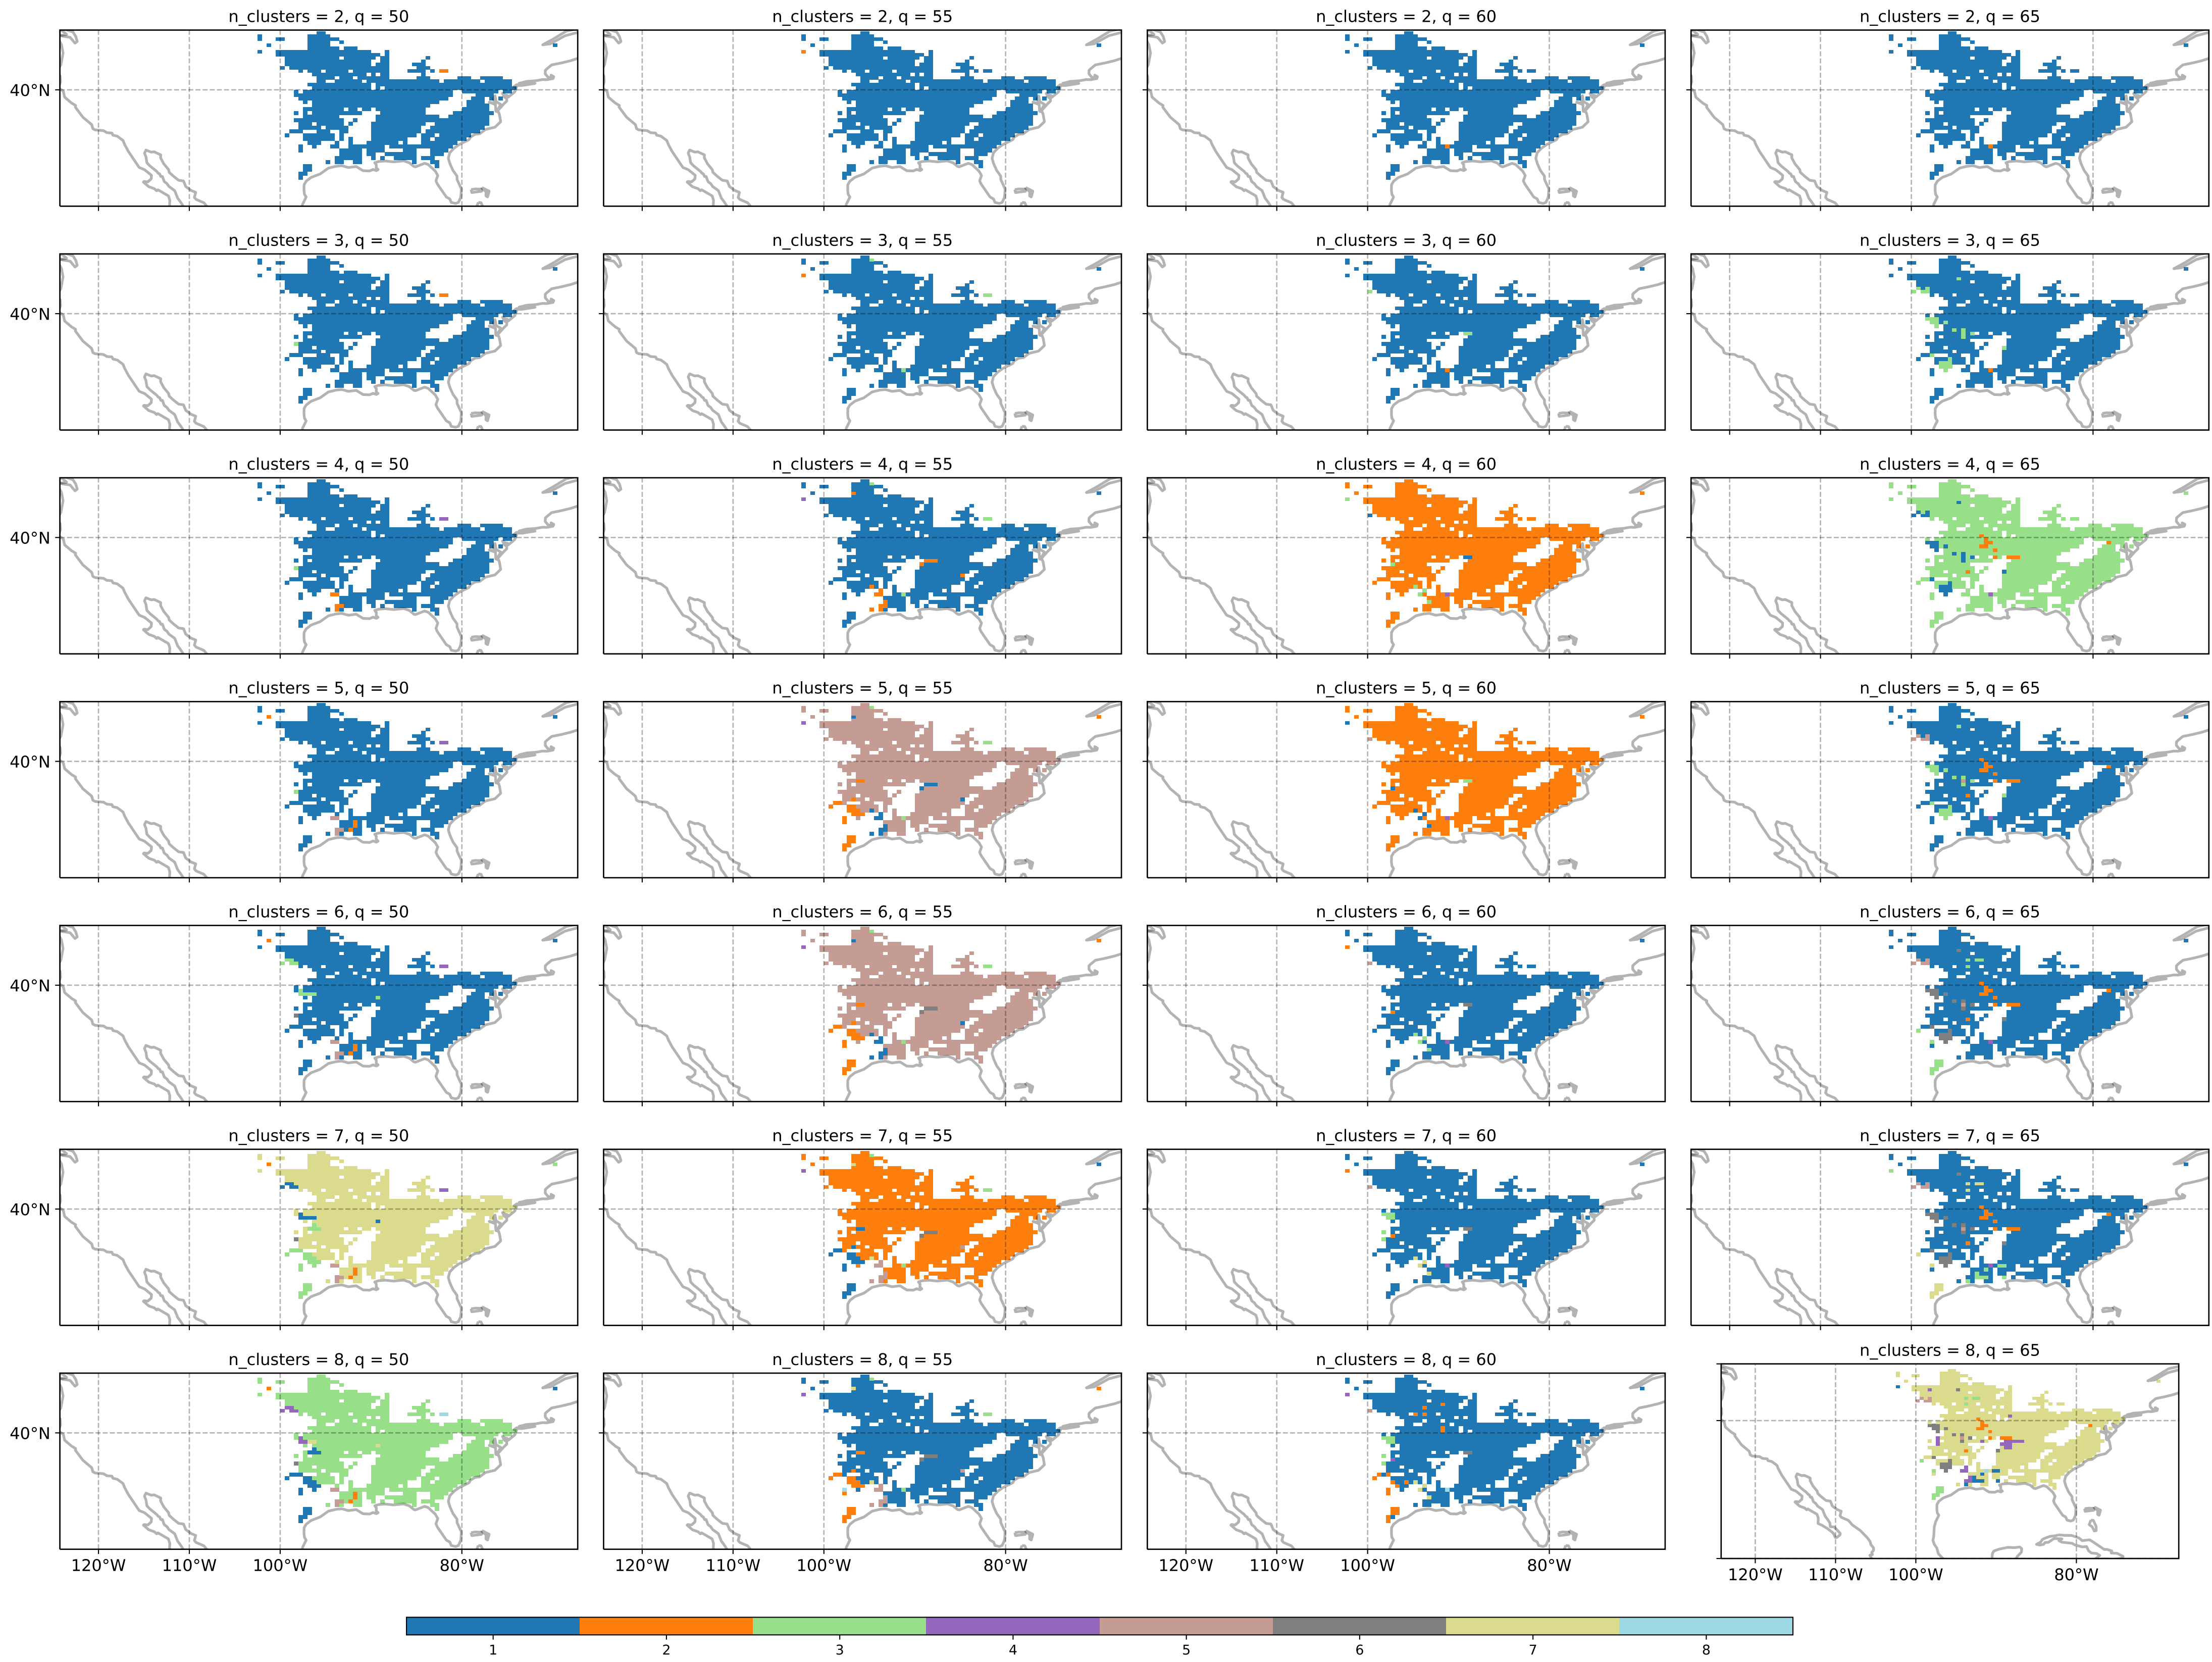 n_clusters = 2, q = 50 n_clusters = 2, q = 55 n_clusters = 2, q = 60 n_clusters = 2, q = 65
40°N
n_clusters = 3, q = 50 n_clusters = 3, q = 55 n_clusters = 3, q = 60 n_clusters = 3, q = 65
40°N
n_clusters = 4, q = 50 n_clusters = 4, q = 55 n_clusters = 4, q = 60 n_clusters = 4, q = 65
40°N
n_clusters = 5, q = 50 n_clusters = 5, q = 55 n_clusters = 5, q = 60 n_clusters = 5, q = 65
40°N
n_clusters = 6, q = 50 n_clusters = 6, q = 55 n_clusters = 6, q = 60 n_clusters = 6, q = 65
40°N
n_clusters = 7, q = 50 n_clusters = 7, q = 55 n_clusters = 7, q = 60 n_clusters = 7, q = 65
40°N
n_clusters = 8, q = 50 n_clusters = 8, q = 55 n_clusters = 8, q = 60 n_clusters = 8, q = 65
40°N
120°W 110°W 100°W 80°W 120°W 110°W 100°W 80°W 120°W 110°W 100°W 80°W 120°W 110°W 100°W 80°W
1 2 3 4 5 6 7 8